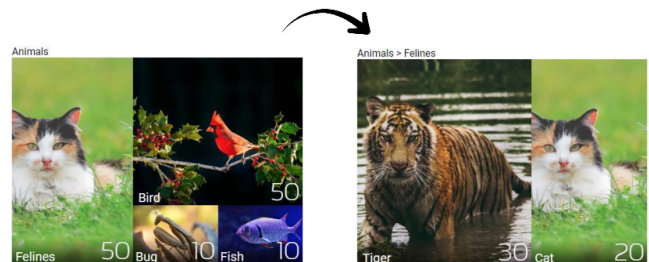 Animals
Felines 50
Bird 50
Bug 10
Fish 10
Animals > Felines
Tiger 30
Cat 20